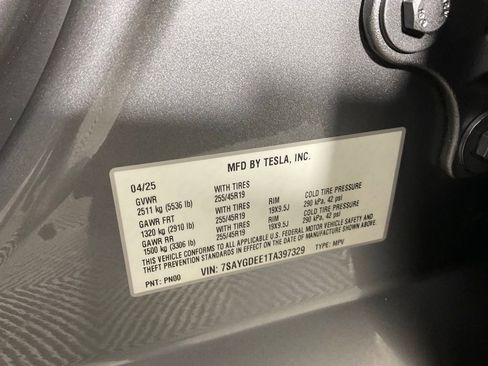 MFD BY TESLA, INC.
04/25
GVWR WITH TIRES RIM COLD TIRE PRESSURE
2511 kg (5536 lb) 255/45R19 19X9.5J 290 kPa, 42 psi
GAWR FRT WITH TIRES RIM COLD TIRE PRESSURE
1320 kg (2910 lb) 255/45R19 19X9.5J 290 kPa, 42 psi
GAWR RR WITH TIRES
1500 kg (3306 lb) 255/45R19
THIS VEHICLE CONFORMS TO ALL APPLICABLE U.S. FEDERAL MOTOR VEHICLE SAFETY AND
THEFT PREVENTION STANDARDS IN EFFECT ON THE DATE OF MANUFACTURE SHOWN ABOVE.
PNT: PN00 VIN: 7SAYGDEE1TA397329 TYPE: MPV